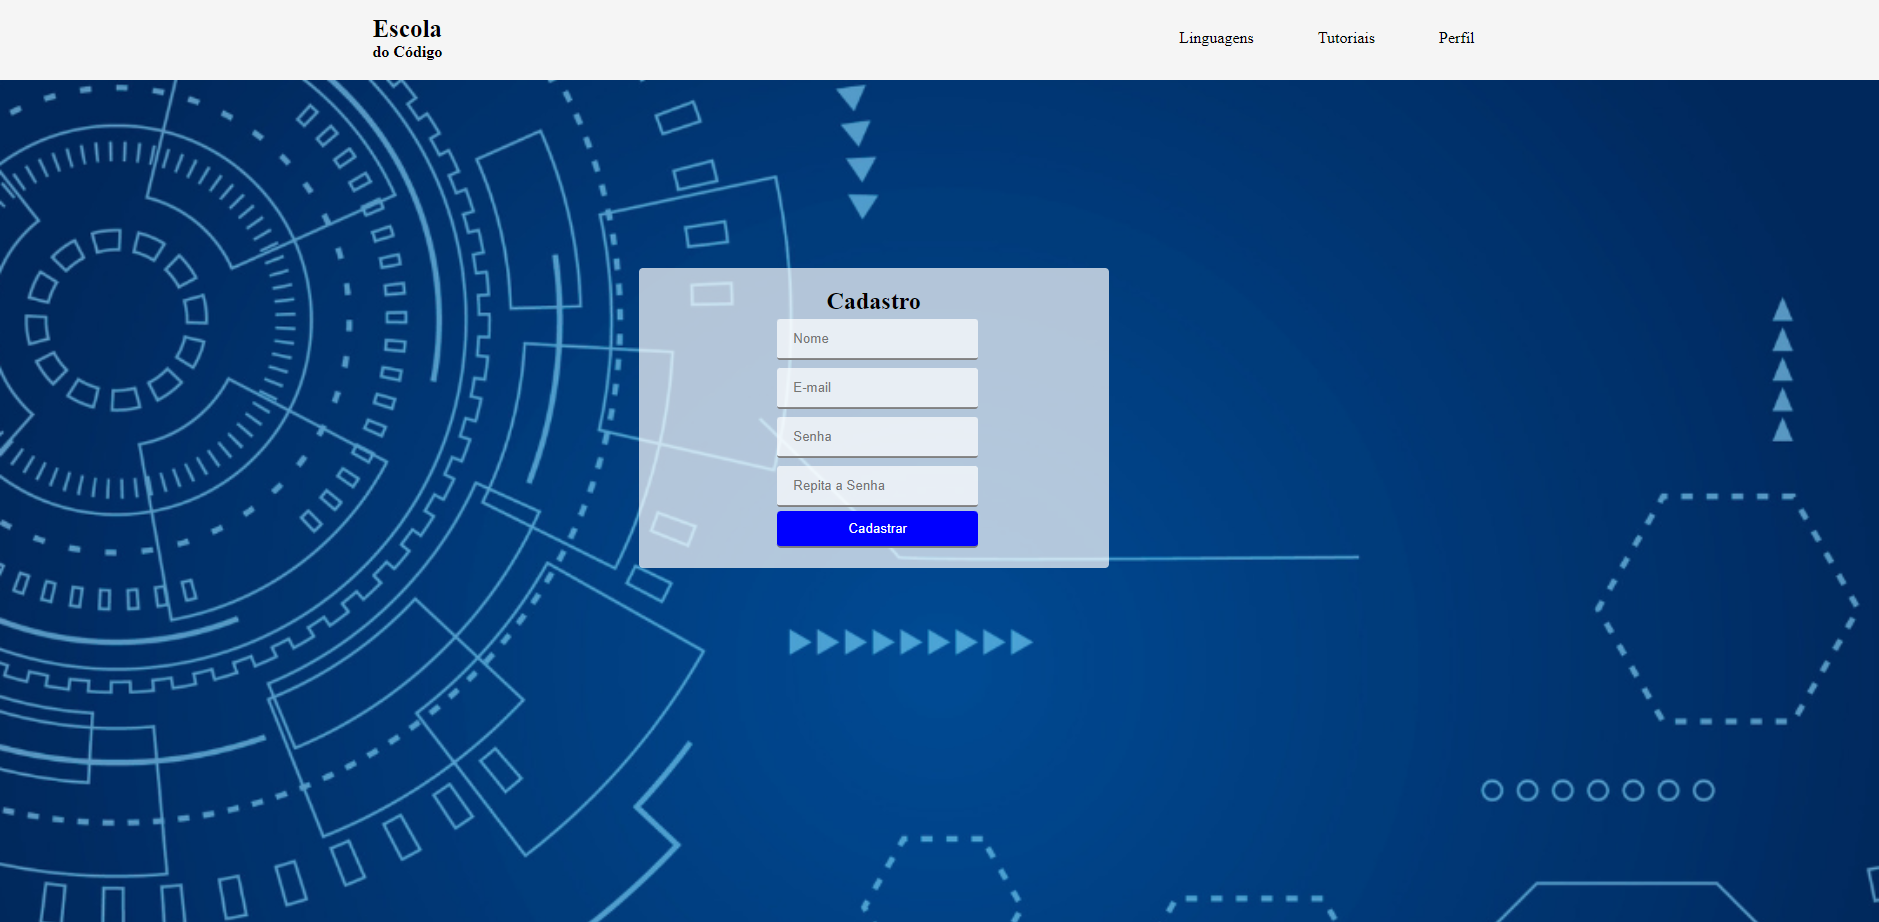 Escola
do Código
Linguagens
Tutoriais
Perfil
Cadastro
Nome
E-mail
Senha
Repita a Senha
Cadastrar